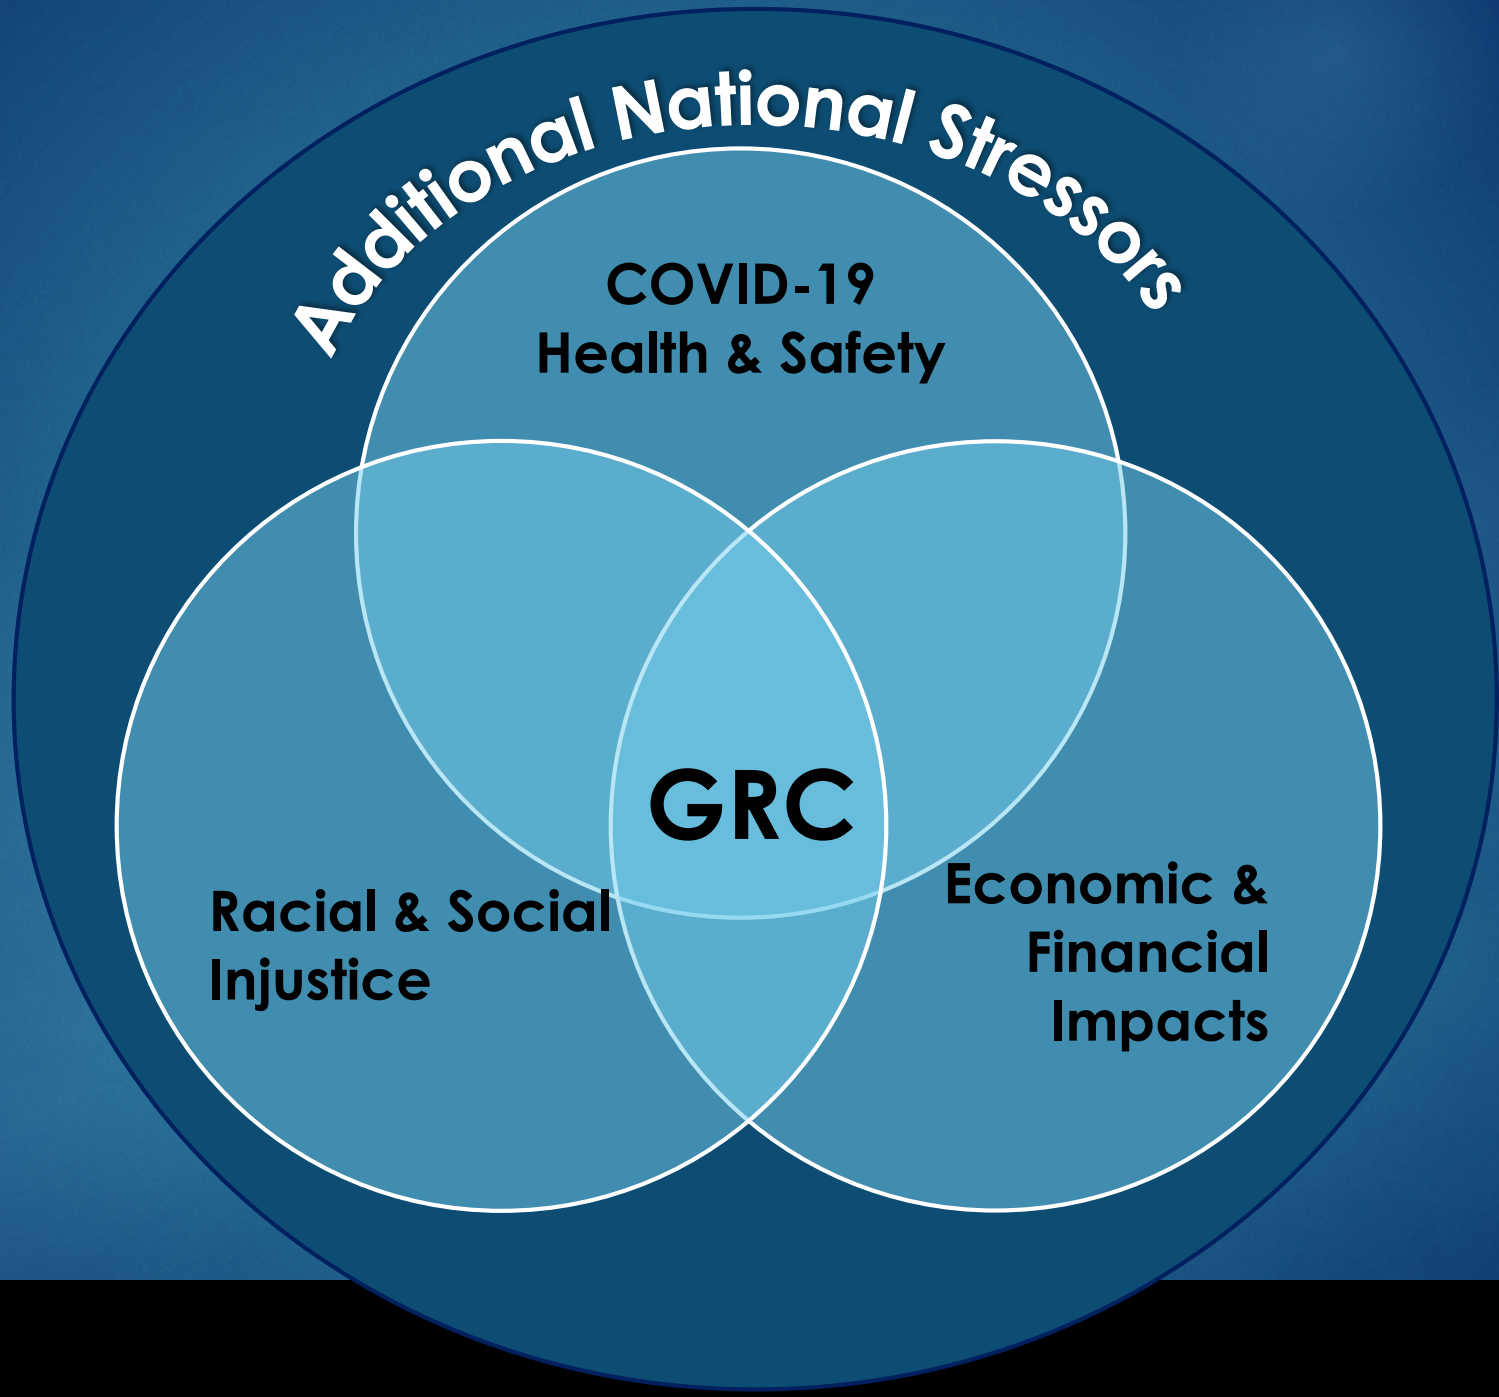 Additional National Stressors
COVID-19
Health & Safety
GRC
Racial & Social
Injustice
Economic &
Financial
Impacts